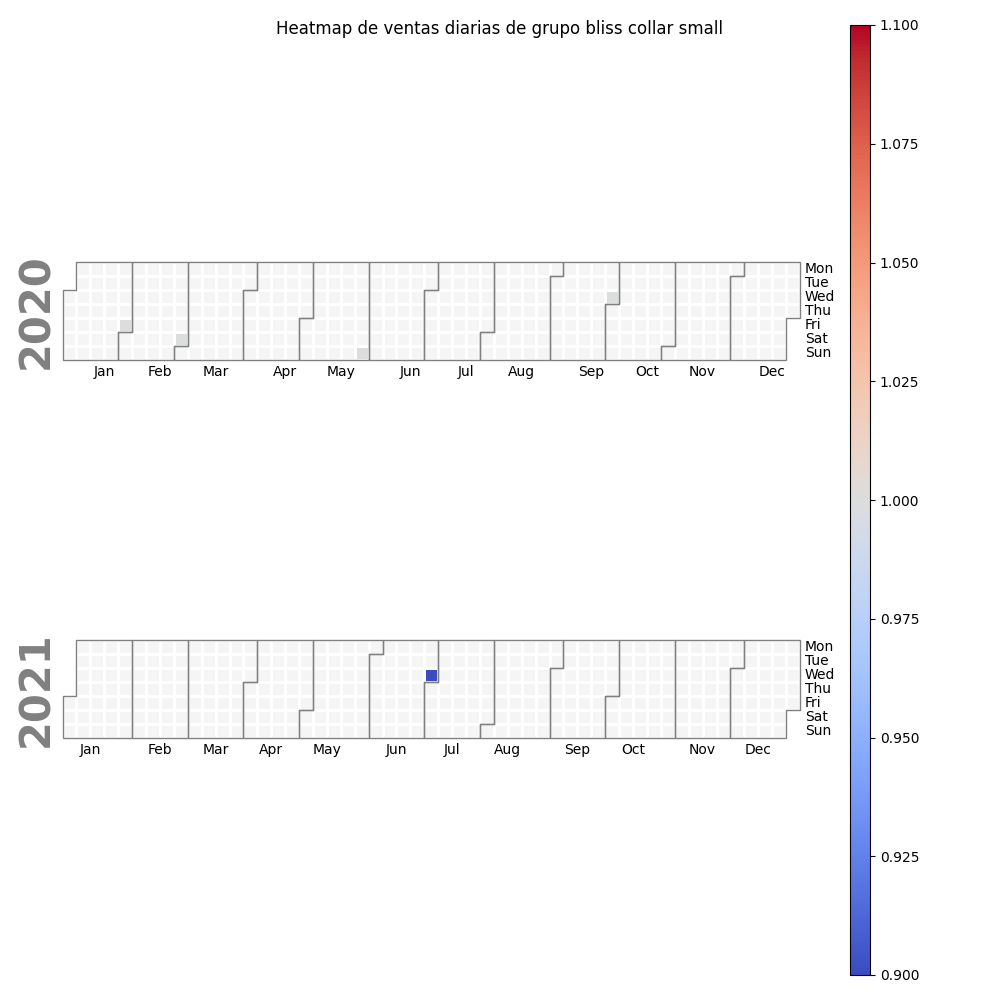 Heatmap de ventas diarias de grupo bliss collar small
2020
Mon
Tue
Wed
Thu
Fri
Sat
Sun
Jan Feb Mar Apr May Jun Jul Aug Sep Oct Nov Dec
2021
Mon
Tue
Wed
Thu
Fri
Sat
Sun
Jan Feb Mar Apr May Jun Jul Aug Sep Oct Nov Dec
1.100
1.075
1.050
1.025
1.000
0.975
0.950
0.925
0.900